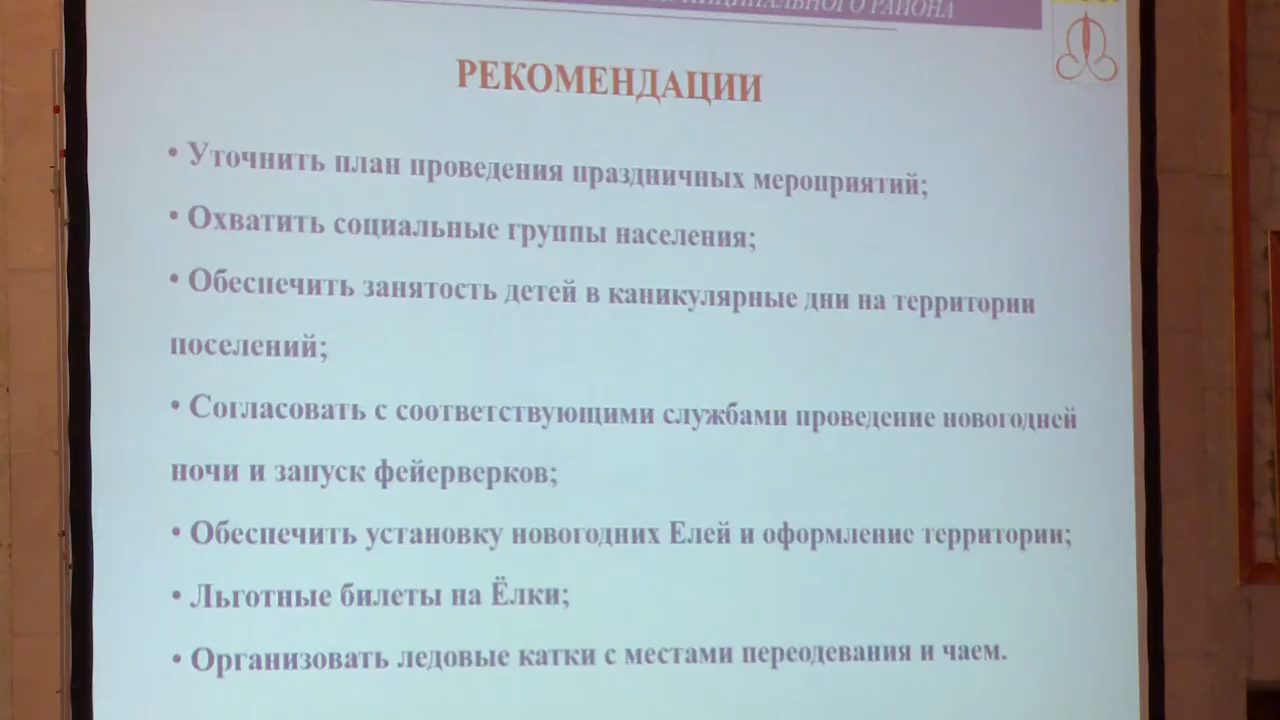 РАЙОНА
РЕКОМЕНДАЦИИ
• Уточнить план проведения праздничных мероприятий;
• Охватить социальные группы населения;
• Обеспечить занятость детей в каникулярные дни на территории
поселений;
• Согласовать с соответствующими службами проведение новогодней
ночи и запуск фейерверков;
• Обеспечить установку новогодних Елей и оформление территории;
• Льготные билеты на Ёлки;
• Организовать ледовые катки с местами переодевания и чаем.